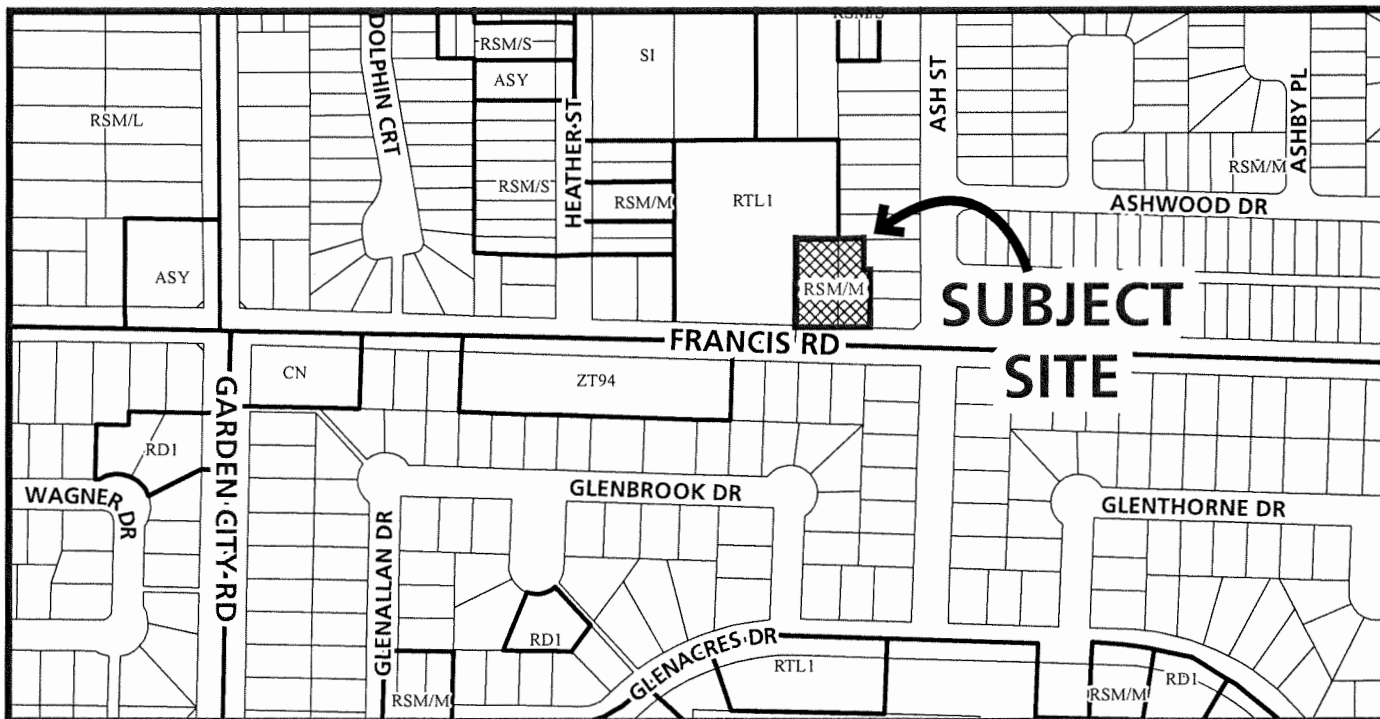 RSM/S
DOLPHIN CRT
RSM/S
SI
ASY
RSM/L
HEATHER ST
ASH ST
ASHBY PL
RSM/M
RSM/S
RSM/M
RTL1
ASHWOOD DR
ASY
RSM/M
SUBJECT
SITE
FRANCIS RD
CN
ZT94
GARDEN CITY RD
RD1
WAGNER DR
GLENBROOK DR
GLENTHORNE DR
GLENALLAN DR
RD1
GLENACRES DR
RTL1
RSM/M
RSM/M
RD1